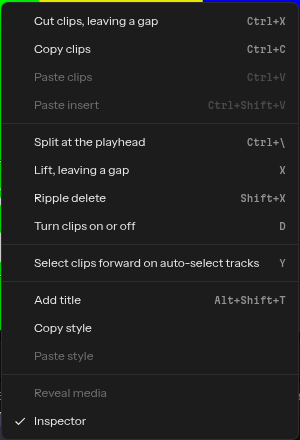 Cut clips, leaving a gap Ctrl+X
Copy clips Ctrl+C
Paste clips Ctrl+V
Paste insert Ctrl+Shift+V
Split at the playhead Ctrl+\
Lift, leaving a gap X
Ripple delete Shift+X
Turn clips on or off D
Select clips forward on auto-select tracks Y
Add title Alt+Shift+T
Copy style
Paste style
Reveal media
Inspector